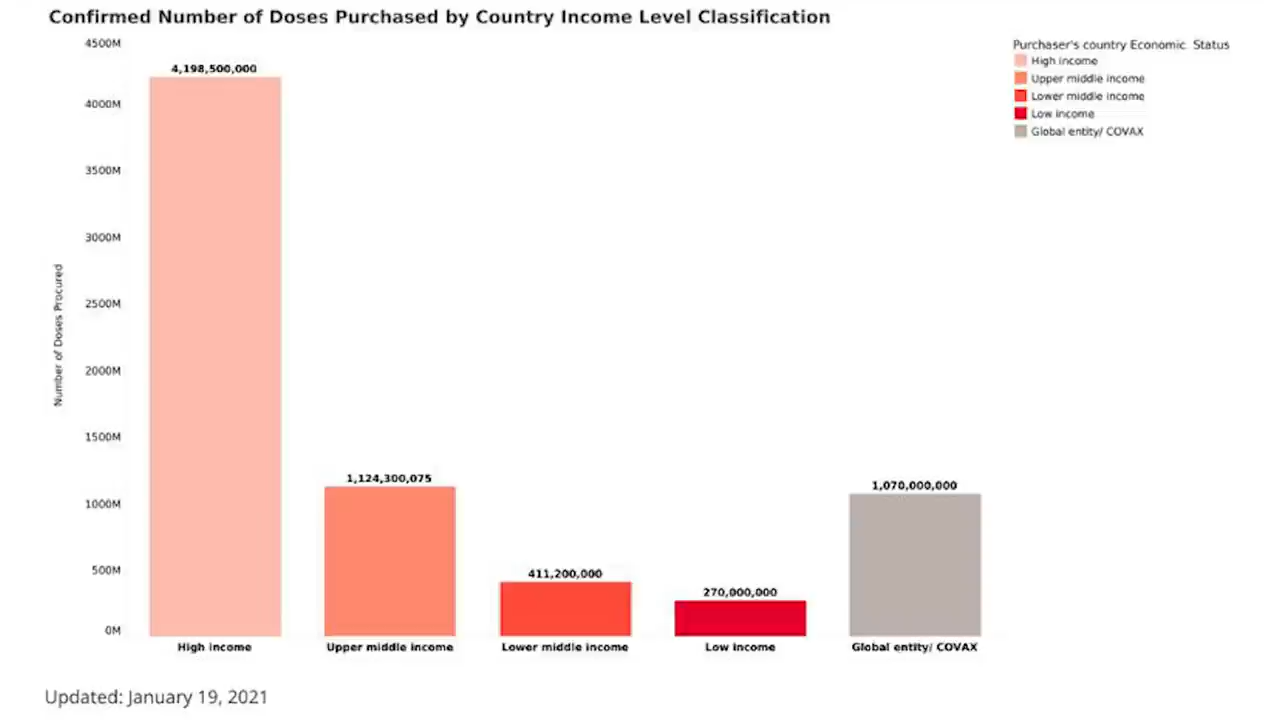 Confirmed Number of Doses Purchased by Country Income Level Classification
4500M
4000M
3500M
3000M
2500M
2000M
1500M
1000M
500M
0M
Number of Doses Procured
4,198,500,000
1,124,300,075
411,200,000
270,000,000
1,070,000,000
High income
Upper middle income
Lower middle income
Low income
Global entity/ COVAX
Purchaser's country Economic Status
High income
Upper middle income
Lower middle income
Low income
Global entity/ COVAX
Updated: January 19, 2021